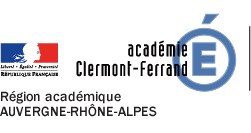 académie
Clermont-Ferrand
É
Liberté • Égalité • Fraternité
RÉPUBLIQUE FRANÇAISE
Région académique
AUVERGNE-RHÔNE-ALPES